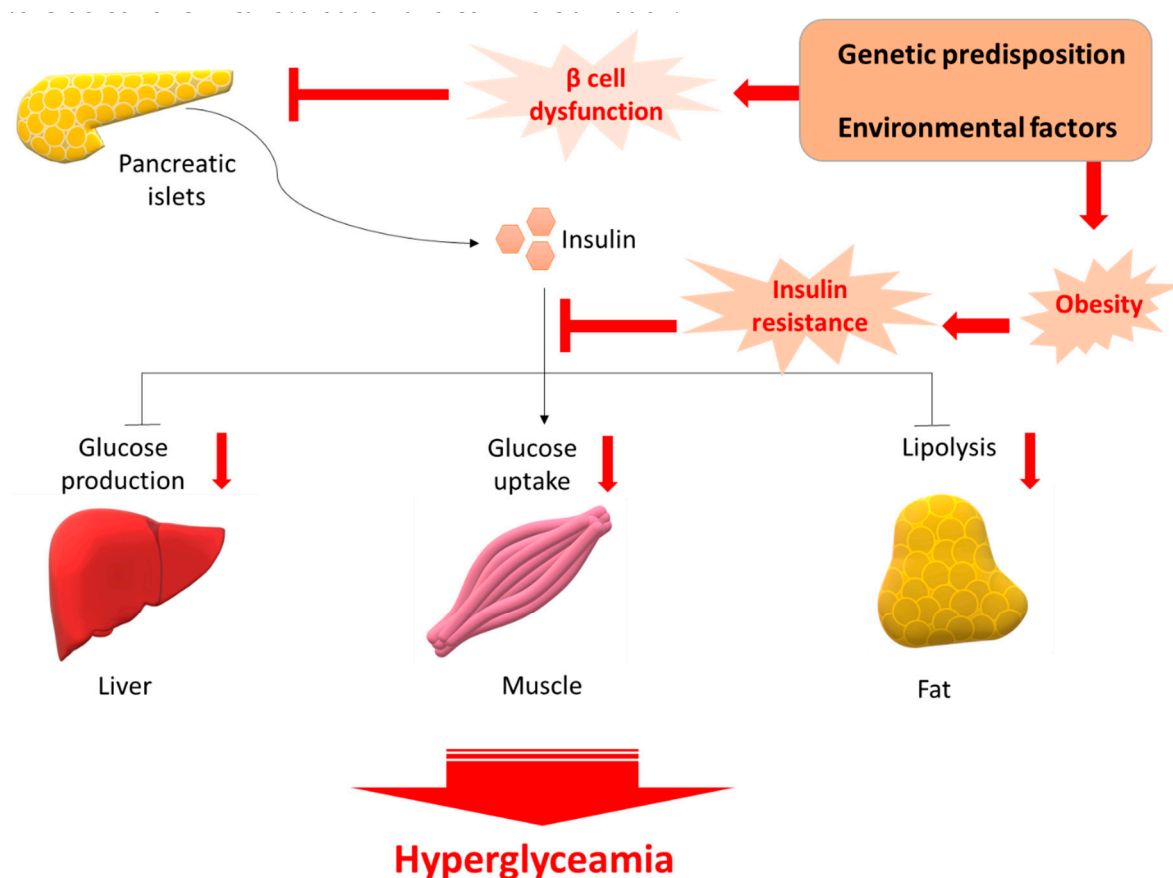 Genetic predisposition
Environmental factors
β cell
dysfunction
Pancreatic
islets
Insulin
Insulin
resistance
Obesity
Glucose
production
Glucose
uptake
Lipolysis
Liver
Muscle
Fat
Hyperglyceamia